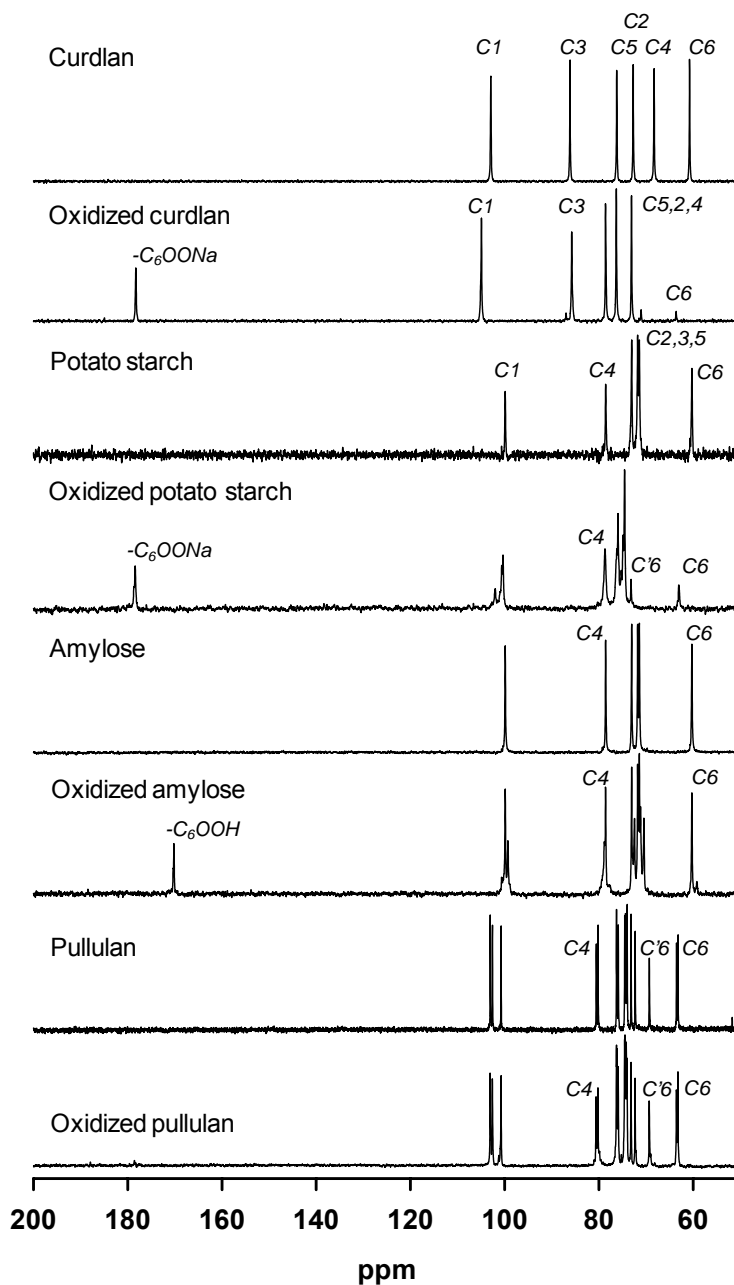 C2
Curdlan C1 C3 C5 C4 C6
Oxidized curdlan C1 C3 C5,2,4
-C₆OONa C6
Potato starch C1 C4 C2,3,5 C6
Oxidized potato starch
-C₆OONa C4 C'6 C6
Amylose C4 C6
Oxidized amylose C4 C6
-C₆OOH
Pullulan C4 C'6 C6
Oxidized pullulan C4 C'6 C6
200 180 160 140 120 100 80 60
ppm